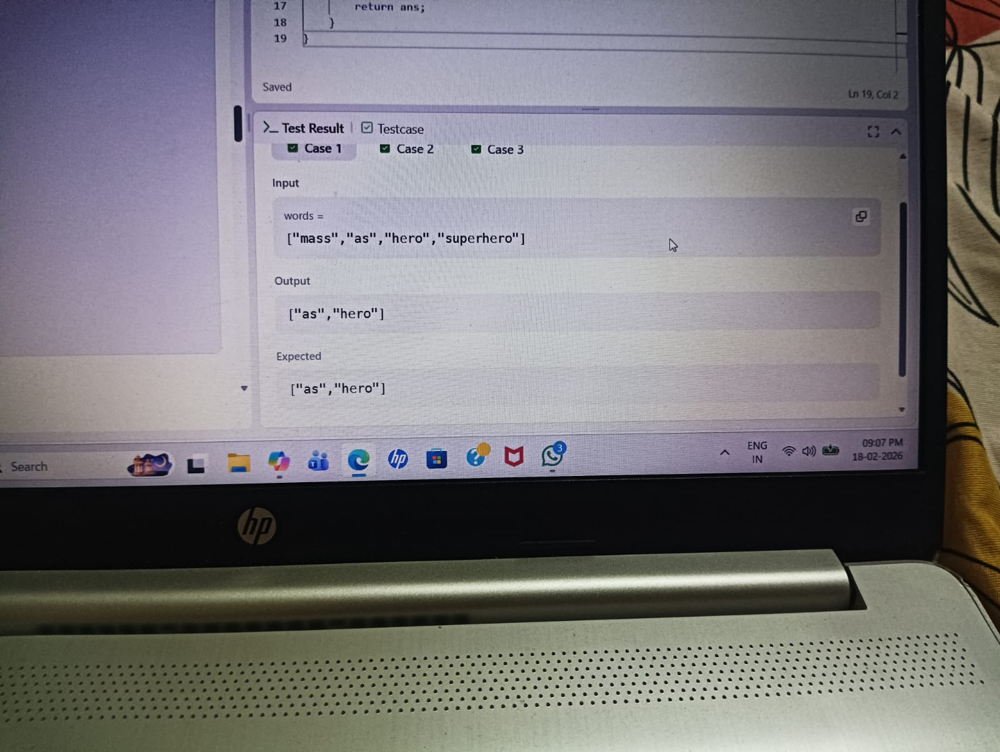 17 return ans;
18 }
19 }
Saved
Ln 19, Col 2
Test Result
Testcase
Case 1
Case 2
Case 3
Input
words =
["mass","as","hero","superhero"]
Output
["as","hero"]
Expected
["as","hero"]
Search
hp
3
ENG
IN
09:07 PM
18-02-2026
hp